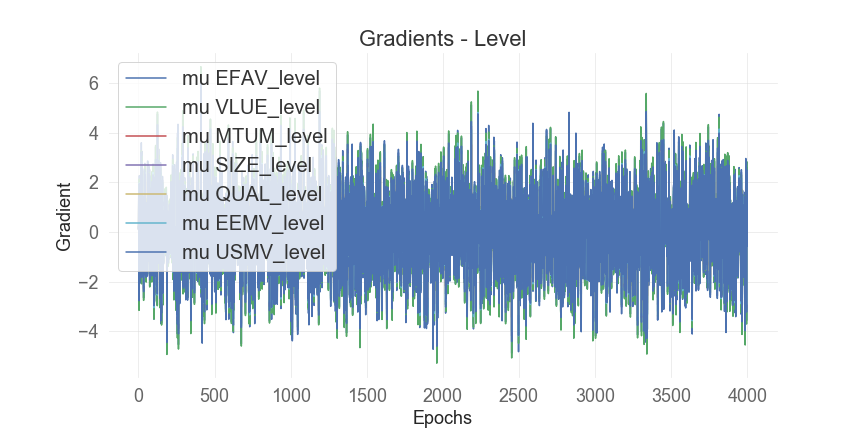 Gradients - Level
mu EFAV_level
mu VLUE_level
mu MTUM_level
mu SIZE_level
mu QUAL_level
mu EEMV_level
mu USMV_level
Gradient
6
4
2
0
−2
−4
0 500 1000 1500 2000 2500 3000 3500 4000
Epochs